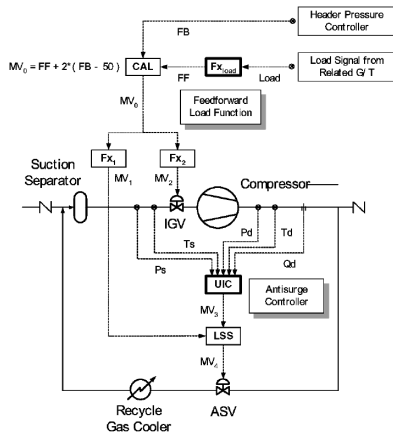 Header Pressure
Controller
FB
MV0 = FF + 2*( FB - 50)
CAL
FF
Fxload
Load
Load Signal from
Related G/ T
MV0
Feedforward
Load Function
Fx1
Fx2
Suction
Separator
MV1
MV2
Compressor
IGV
Ps
Ts
Pd
Td
Qd
UIC
Antisurge
Controller
MV3
LSS
MV4
Recycle
Gas Cooler
ASV